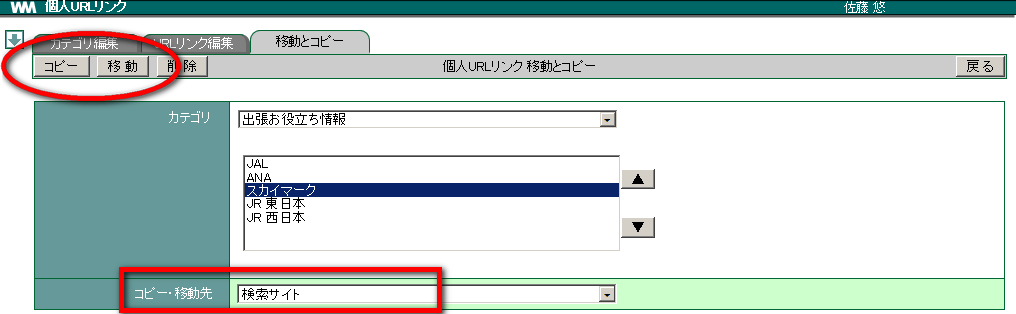 WM 個人URLリンク 佐藤 悠
カテゴリ編集 URLリンク編集 移動とコピー
コピー 移 動 削 除 個人URLリンク 移動とコピー 戻 る
カテゴリ 出張お役立ち情報
JAL
ANA
スカイマーク
JR 東日本
JR 西日本
コピー・移動先 検索サイト